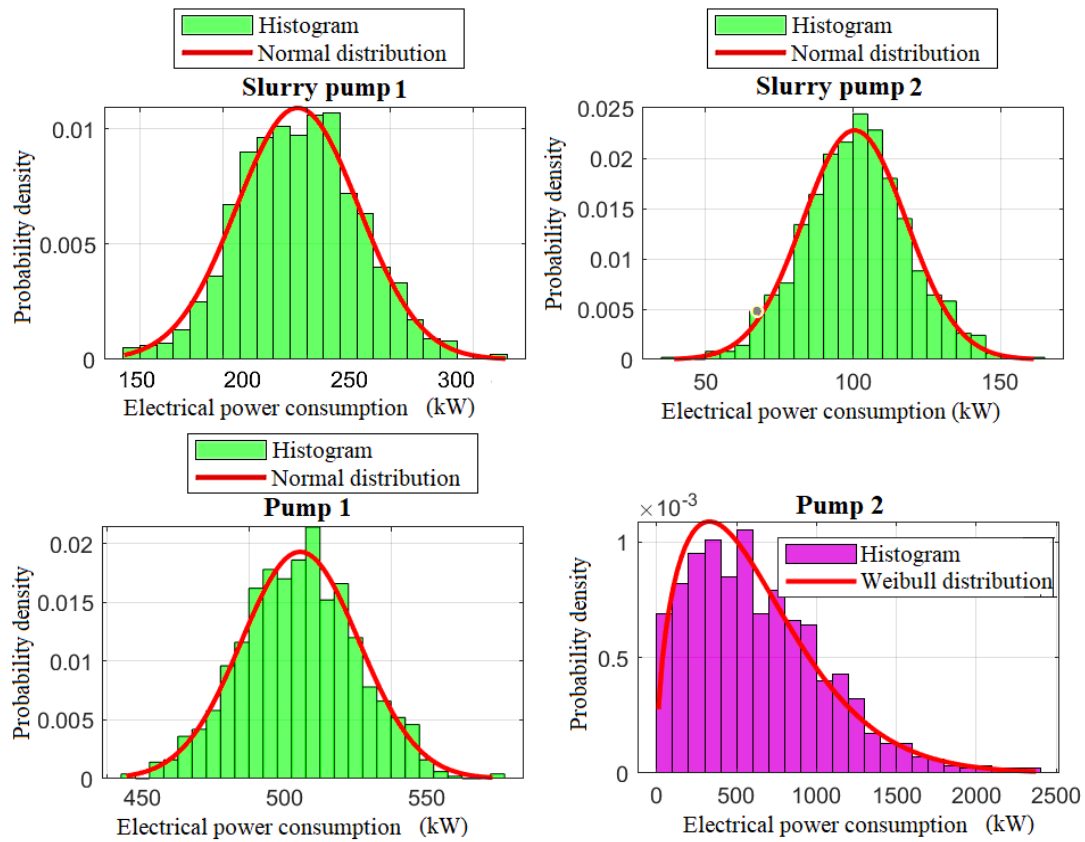 Histogram
Normal distribution
Slurry pump 1
0.01
0.005
0
150 200 250 300
Probability density
Electrical power consumption (kW)
Histogram
Normal distribution
Slurry pump 2
0.025
0.02
0.015
0.01
0.005
0
50 100 150
Probability density
Electrical power consumption (kW)
Histogram
Normal distribution
Pump 1
0.02
0.015
0.01
0.005
0
450 500 550
Probability density
Electrical power consumption (kW)
Pump 2
×10-3
Histogram
Weibull distribution
1
0.5
0
0 500 1000 1500 2000 2500
Probability density
Electrical power consumption (kW)